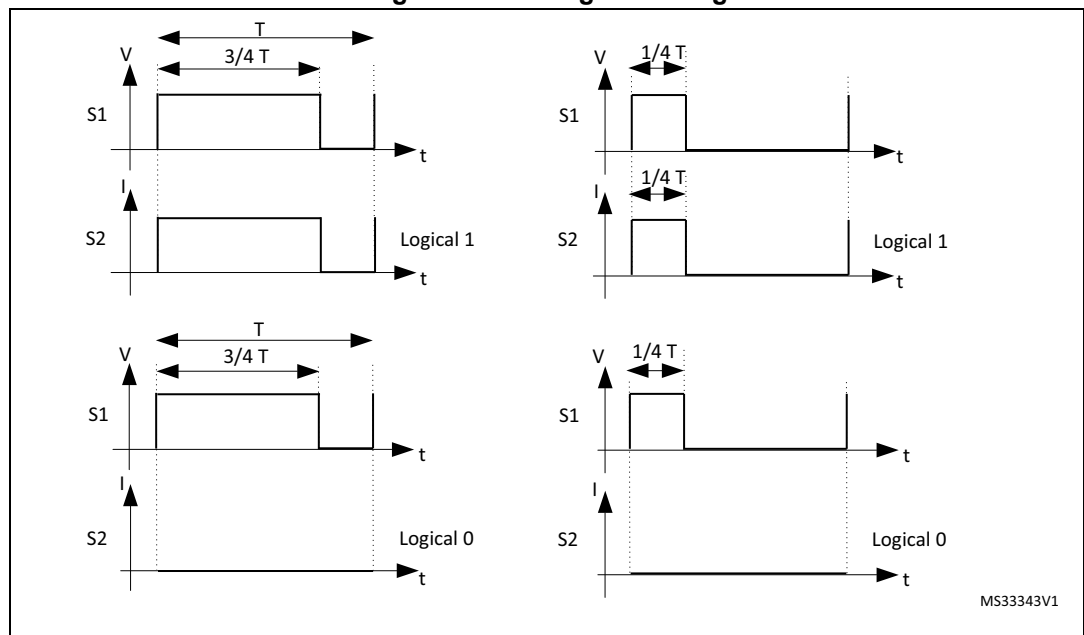 T
V
3/4 T
S1
t
I
S2
Logical 1
t
V
1/4 T
S1
t
1/4 T
I
S2
Logical 1
t
T
V
3/4 T
S1
t
I
S2
Logical 0
t
V
1/4 T
S1
t
I
S2
Logical 0
t
MS33343V1